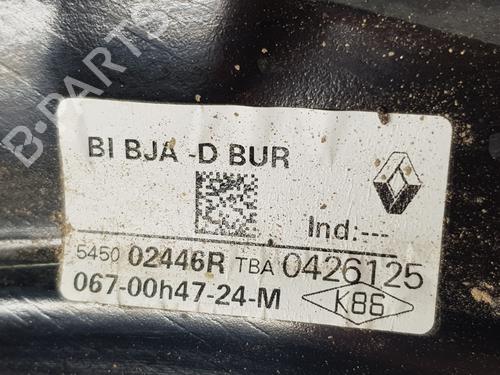 BI BJA -D BUR
Ind:---
5450 02446R TBA 0426125
067-00h47-24-M
K86
B-PARTS